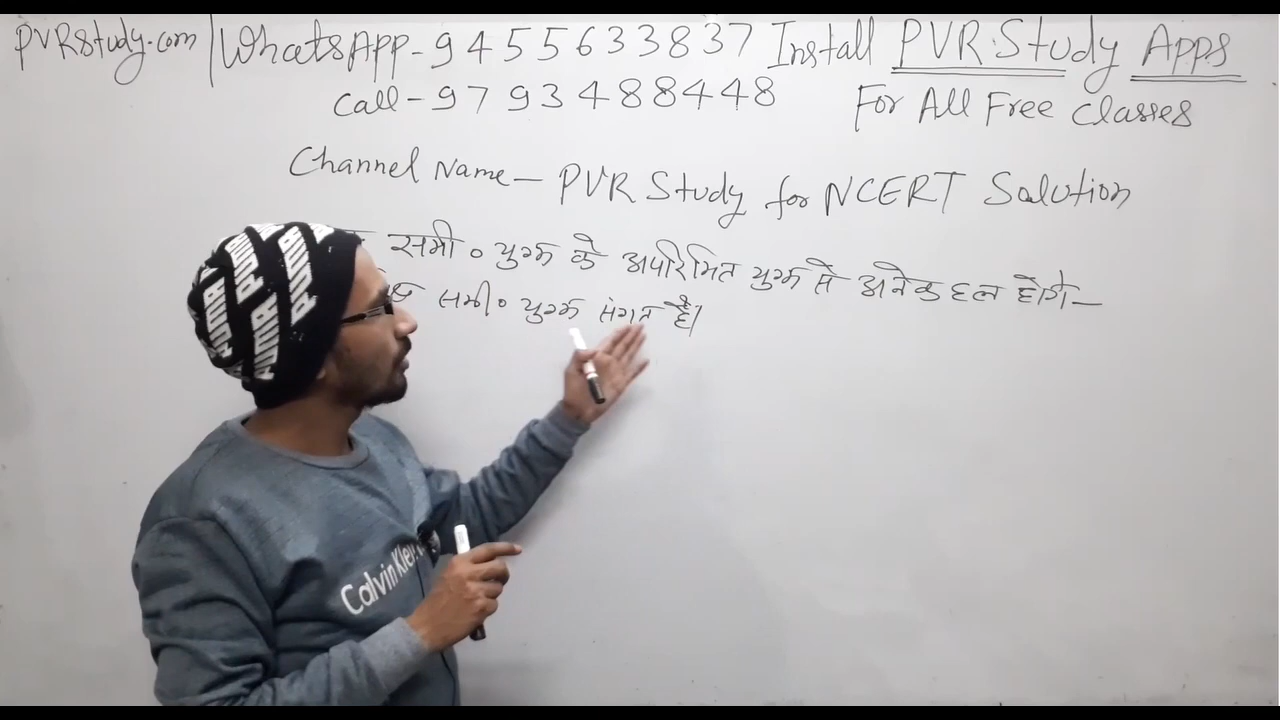 PVRstudy.com | WhatsApp-9455633837 Install PVR Study Apps
Call-9793488448 For All Free Classes
Channel Name- PVR Study for NCERT Solution
समी० युग्म के अपरिमित युग्म से अनेक हल होंगे-
समी० युग्म संगत है।
PUMA PUMA PUMA
Calvin Kle